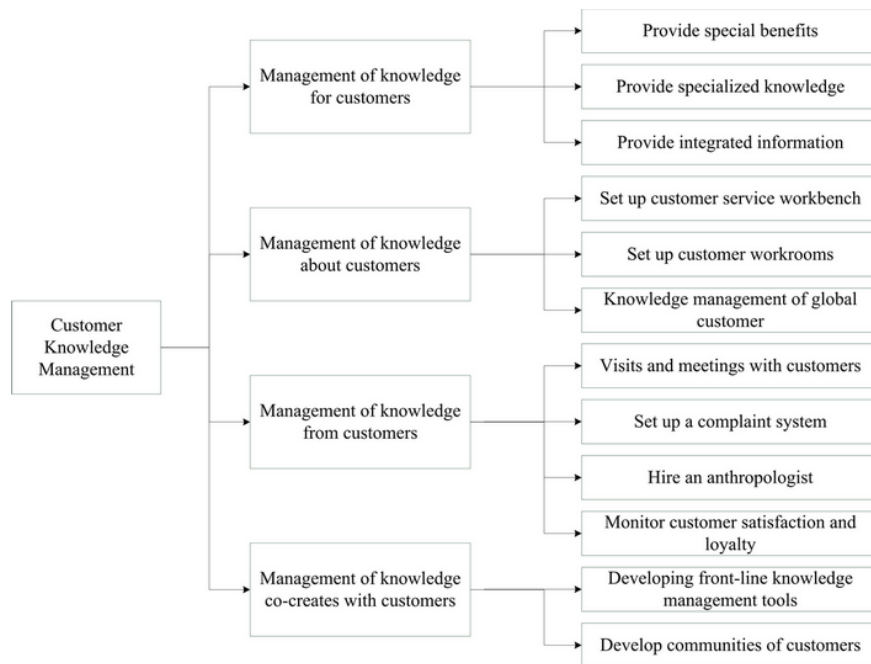 Customer
Knowledge
Management
Management of knowledge
for customers
Provide special benefits
Provide specialized knowledge
Provide integrated information
Management of knowledge
about customers
Set up customer service workbench
Set up customer workrooms
Knowledge management of global
customer
Management of knowledge
from customers
Visits and meetings with customers
Set up a complaint system
Hire an anthropologist
Monitor customer satisfaction and
loyalty
Management of knowledge
co-creates with customers
Developing front-line knowledge
management tools
Develop communities of customers